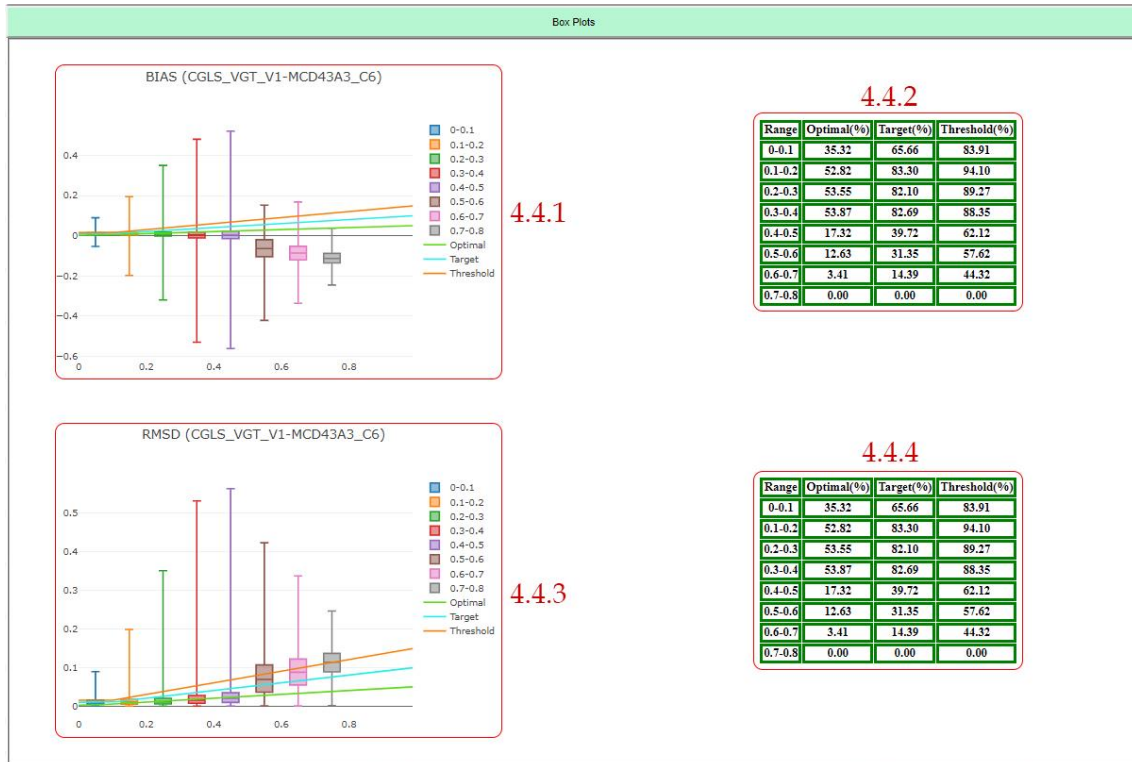 Box Plots
BIAS (CGLS_VGT_V1-MCD43A3_C6)
0.4
0.2
0
−0.2
−0.4
−0.6
0
0.2
0.4
0.6
0.8
0-0.1
0.1-0.2
0.2-0.3
0.3-0.4
0.4-0.5
0.5-0.6
0.6-0.7
0.7-0.8
Optimal
Target
Threshold
4.4.1
4.4.2
Range Optimal(%) Target(%) Threshold(%)
0-0.1 35.32 65.66 83.91
0.1-0.2 52.82 83.30 94.10
0.2-0.3 53.55 82.10 89.27
0.3-0.4 53.87 82.69 88.35
0.4-0.5 17.32 39.72 62.12
0.5-0.6 12.63 31.35 57.62
0.6-0.7 3.41 14.39 44.32
0.7-0.8 0.00 0.00 0.00
RMSD (CGLS_VGT_V1-MCD43A3_C6)
0.5
0.4
0.3
0.2
0.1
0
0
0.2
0.4
0.6
0.8
0-0.1
0.1-0.2
0.2-0.3
0.3-0.4
0.4-0.5
0.5-0.6
0.6-0.7
0.7-0.8
Optimal
Target
Threshold
4.4.3
4.4.4
Range Optimal(%) Target(%) Threshold(%)
0-0.1 35.32 65.66 83.91
0.1-0.2 52.82 83.30 94.10
0.2-0.3 53.55 82.10 89.27
0.3-0.4 53.87 82.69 88.35
0.4-0.5 17.32 39.72 62.12
0.5-0.6 12.63 31.35 57.62
0.6-0.7 3.41 14.39 44.32
0.7-0.8 0.00 0.00 0.00